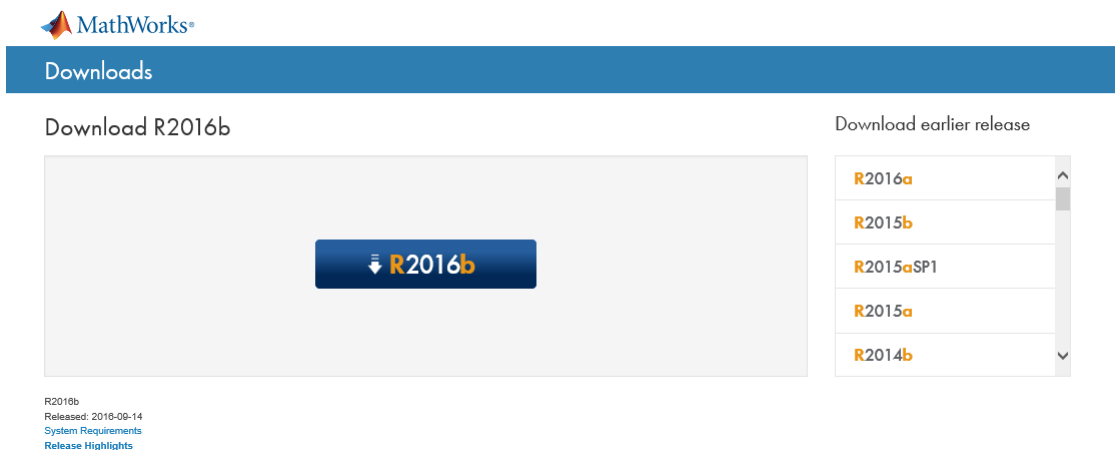 MathWorks®
Downloads
Download R2016b
R2016b
R2016b
Released: 2016-09-14
System Requirements
Release Highlights
Download earlier release
R2016a
R2015b
R2015aSP1
R2015a
R2014b